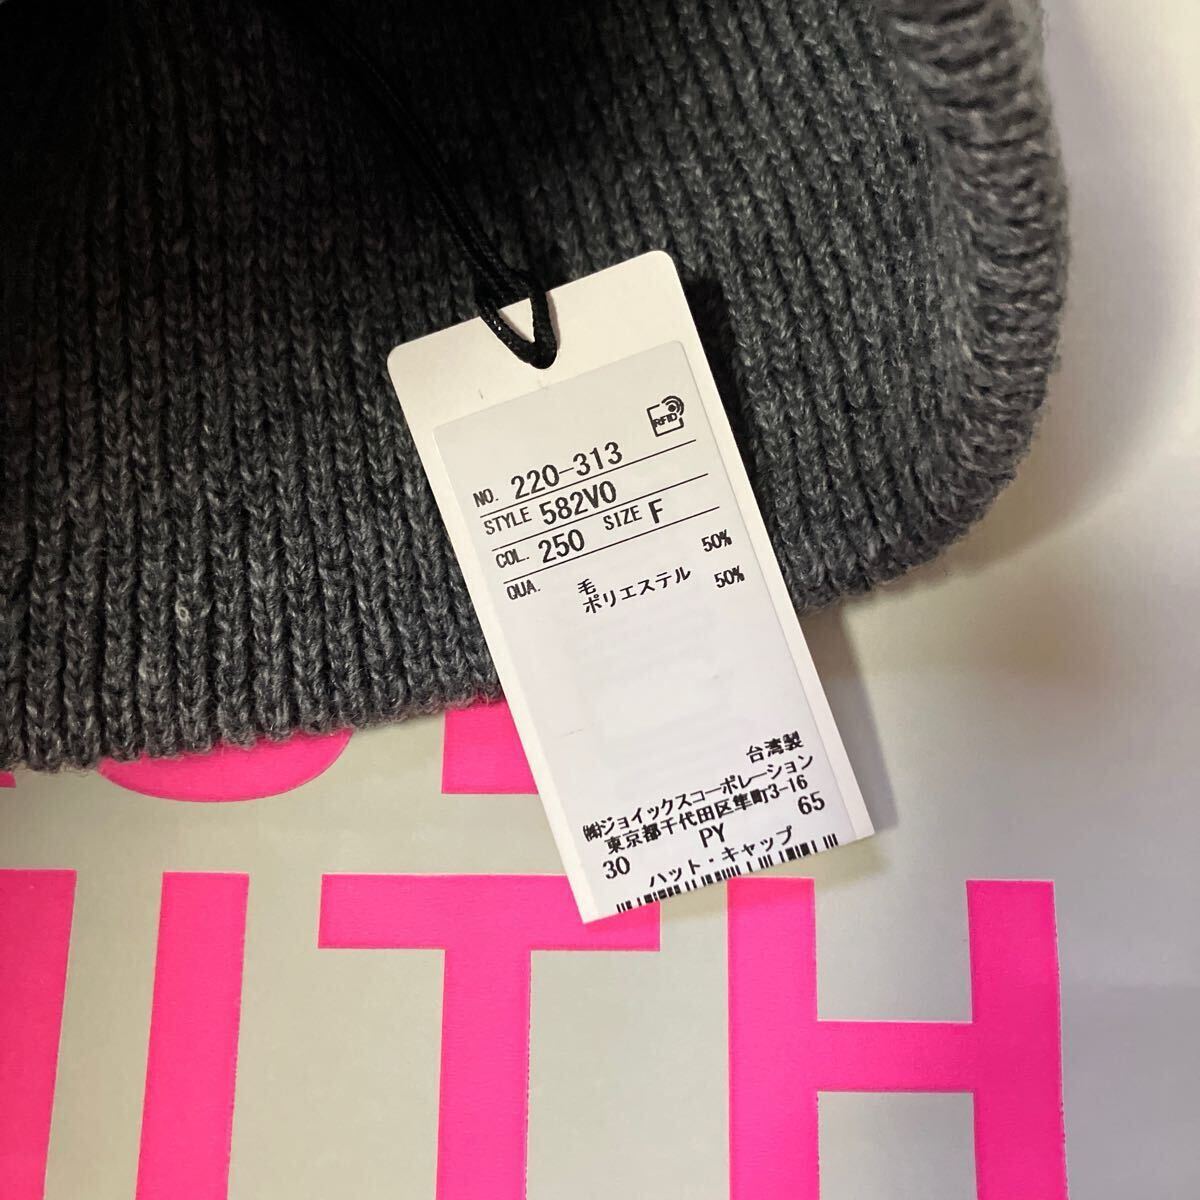 RFID
NO. 220-313
STYLE 582V0
COL. 250 SIZE F
QUA. 毛 50%
ポリエステル 50%
台湾製
㈱ジョイックスコーポレーション
東京都千代田区隼町3-16
30 PY 65
ハット・キャップ
ITH